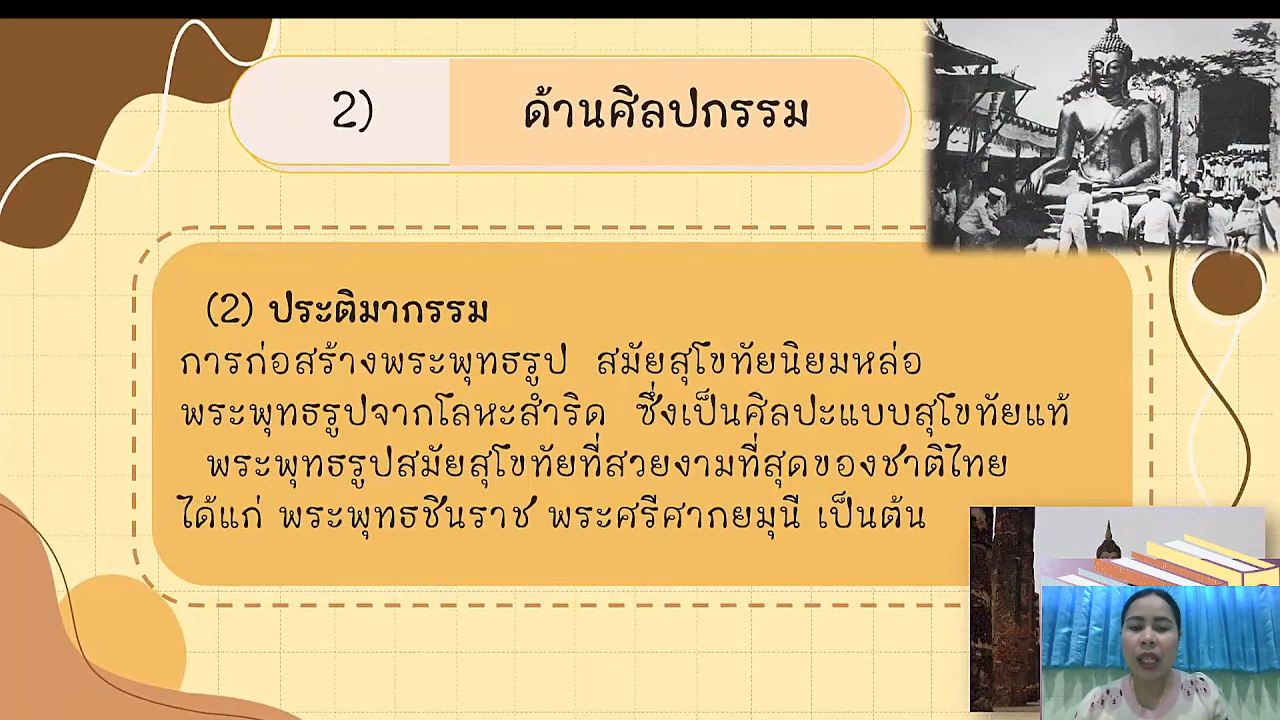 2)
ด้านศิลปกรรม
(2) ประติมากรรม
การก่อสร้างพระพุทธรูป สมัยสุโขทัยนิยมหล่อ
พระพุทธรูปจากโลหะสำริด ซึ่งเป็นศิลปะแบบสุโขทัยแท้
พระพุทธรูปสมัยสุโขทัยที่สวยงามที่สุดของชาติไทย
ได้แก่ พระพุทธชินราช พระศรีศากยมุนี เป็นต้น